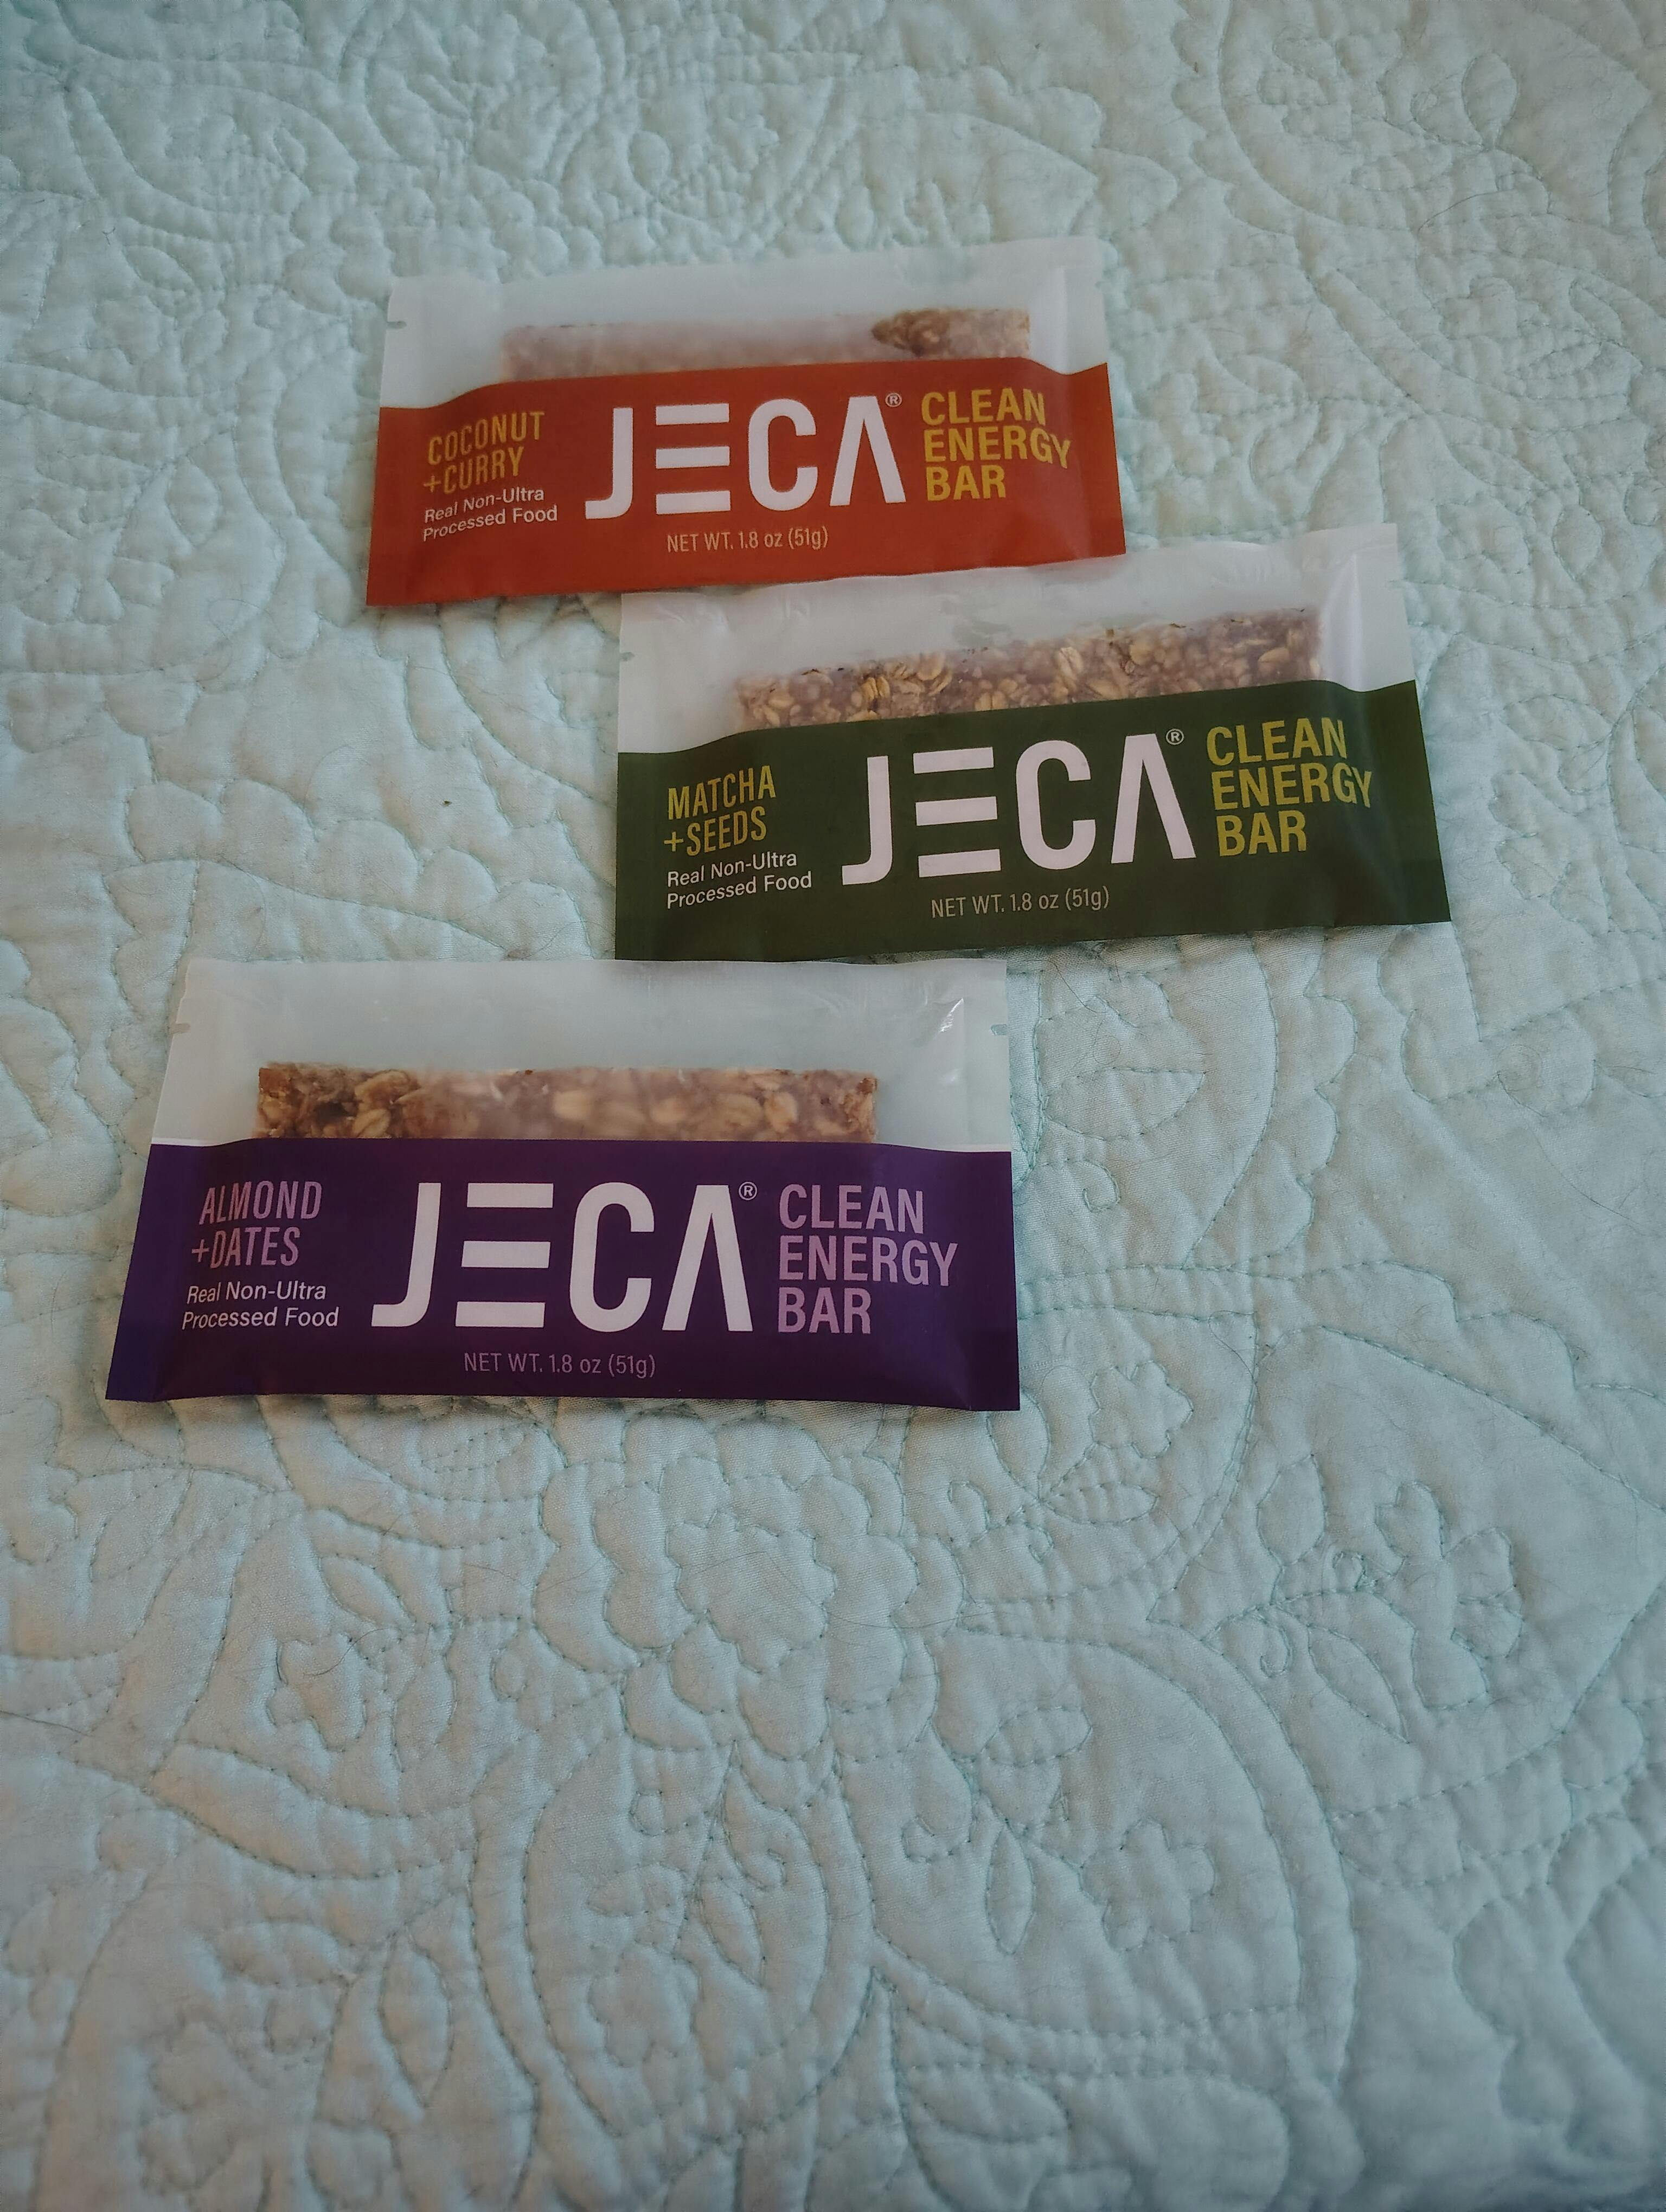 COCONUT
+CURRY
Real Non-Ultra
Processed Food
JECA®
CLEAN
ENERGY
BAR
NET WT. 1.8 oz (51g)
MATCHA
+SEEDS
Real Non-Ultra
Processed Food
JECA®
CLEAN
ENERGY
BAR
NET WT. 1.8 oz (51g)
ALMOND
+DATES
Real Non-Ultra
Processed Food
JECA®
CLEAN
ENERGY
BAR
NET WT. 1.8 oz (51g)